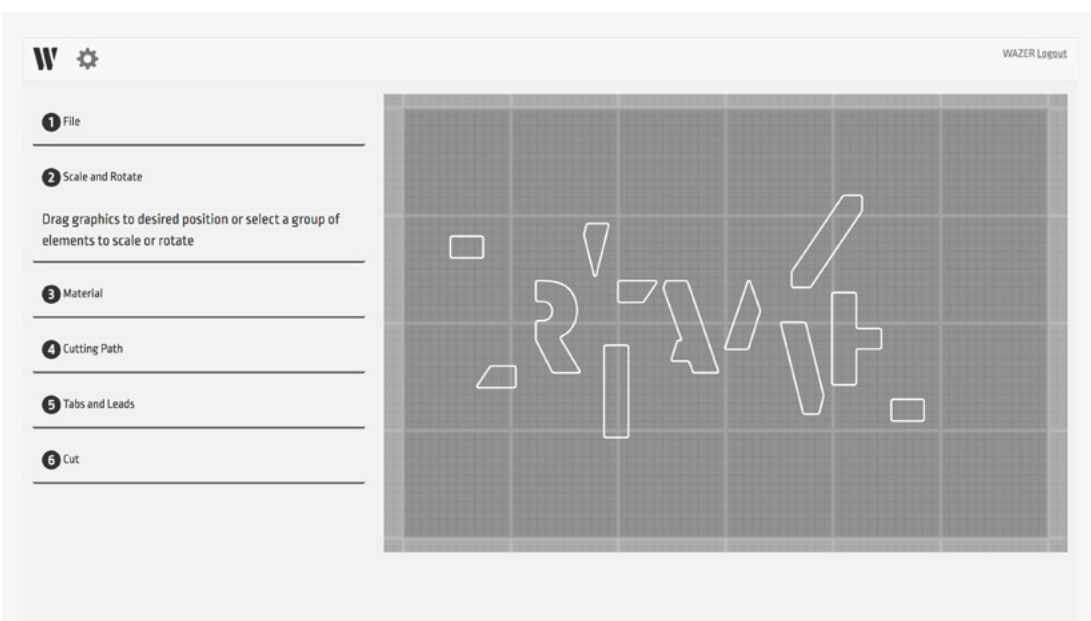 W
WAZER Logout
1 File
2 Scale and Rotate
Drag graphics to desired position or select a group of
elements to scale or rotate
3 Material
4 Cutting Path
5 Tabs and Leads
6 Cut